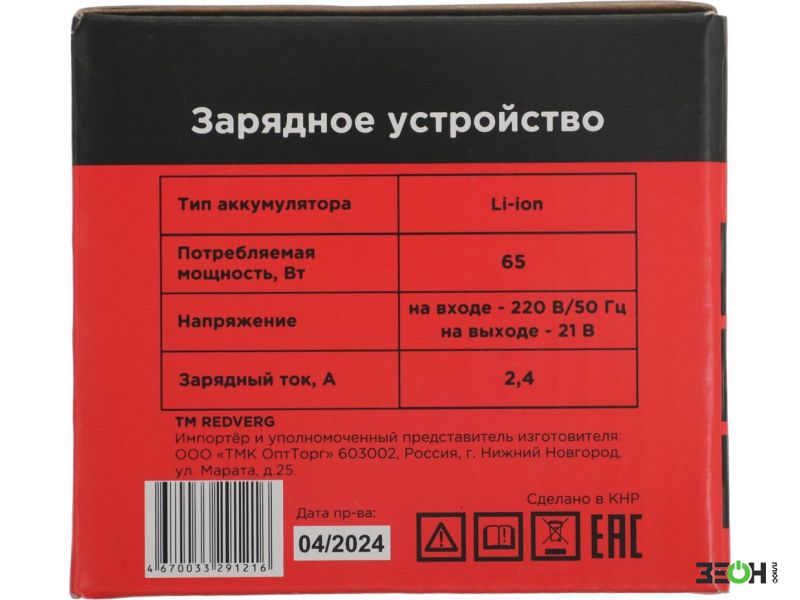 Зарядное устройство
Тип аккумулятора
Li-ion
Потребляемая
мощность, Вт
65
Напряжение
на входе - 220 В/50 Гц
на выходе - 21 В
Зарядный ток, А
2,4
ТМ REDVERG
Импортёр и уполномоченный представитель изготовителя:
ООО «ТМК ОптТорг» 603002, Россия, г. Нижний Новгород,
ул. Марата, д.25.
Сделано в КНР
Дата пр-ва:
04/2024
EAC
4 670033 291216
ЗЕОН